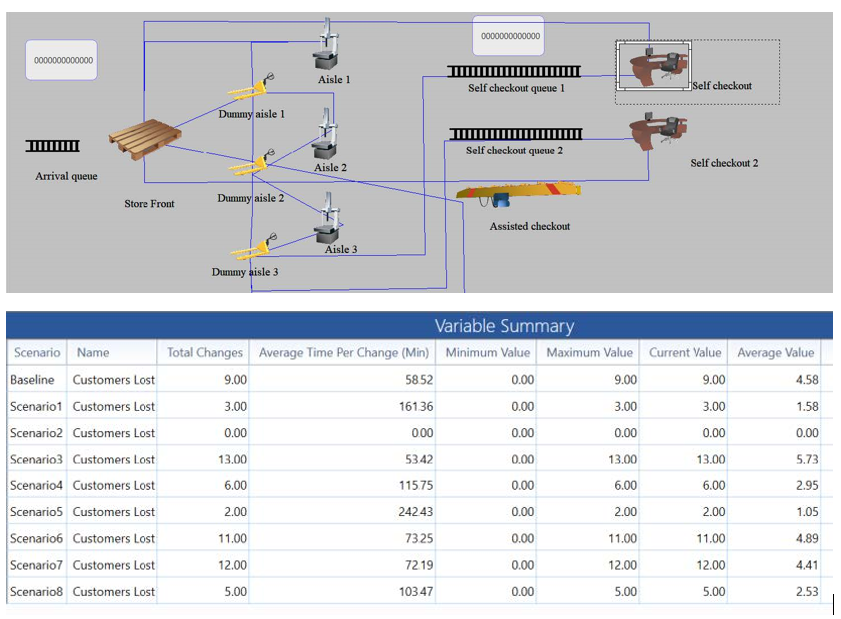 0000000000000
0000000000000
Aisle 1
Self checkout queue 1
Self checkout
Dummy aisle 1
Self checkout queue 2
Self checkout 2
Aisle 2
Arrival queue
Dummy aisle 2
Store Front
Assisted checkout
Aisle 3
Dummy aisle 3
Variable Summary
Scenario Name Total Changes Average Time Per Change (Min) Minimum Value Maximum Value Current Value Average Value
Baseline Customers Lost 9.00 58.52 0.00 9.00 9.00 4.58
Scenario1 Customers Lost 3.00 161.36 0.00 3.00 3.00 1.58
Scenario2 Customers Lost 0.00 0.00 0.00 0.00 0.00 0.00
Scenario3 Customers Lost 13.00 53.42 0.00 13.00 13.00 5.73
Scenario4 Customers Lost 6.00 115.75 0.00 6.00 6.00 2.95
Scenario5 Customers Lost 2.00 242.43 0.00 2.00 2.00 1.05
Scenario6 Customers Lost 11.00 73.25 0.00 11.00 11.00 4.89
Scenario7 Customers Lost 12.00 72.19 0.00 12.00 12.00 4.41
Scenario8 Customers Lost 5.00 103.47 0.00 5.00 5.00 2.53